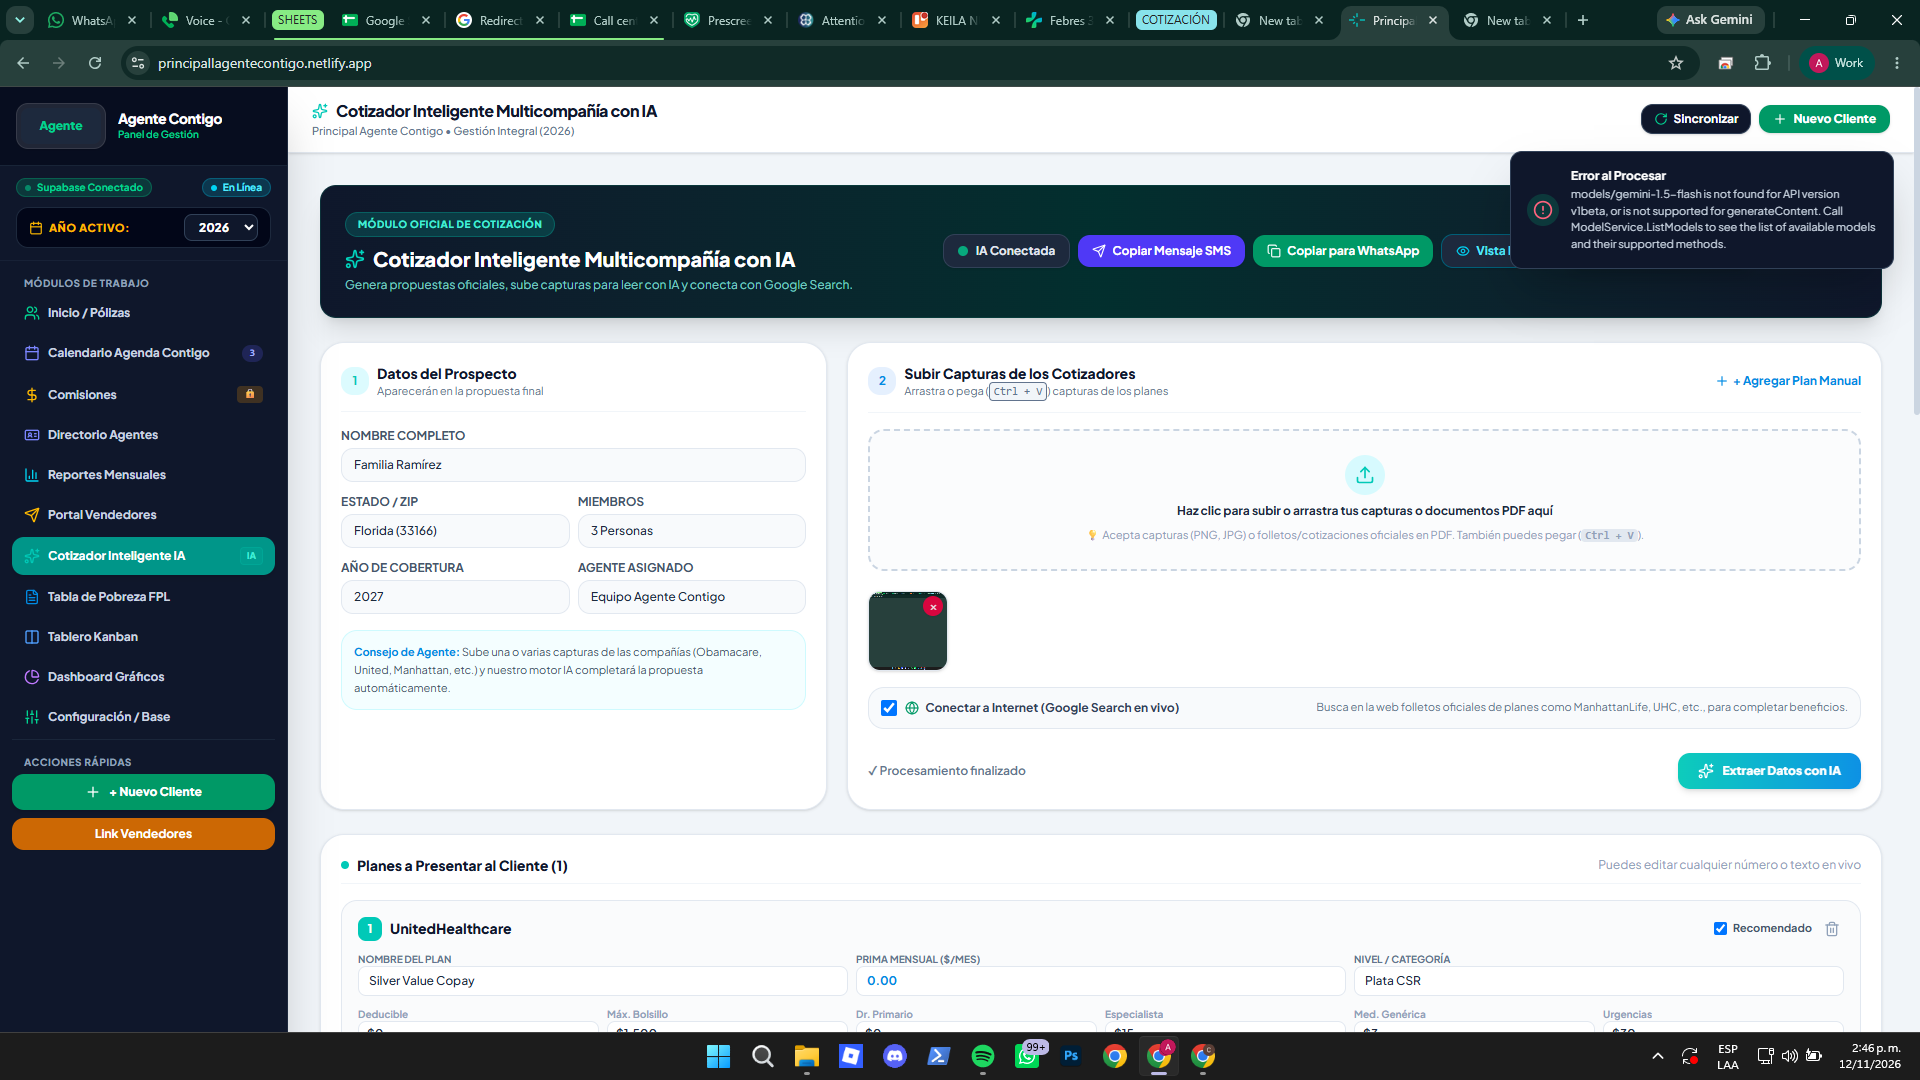 WhatsA
Voice - (
SHEETS
Google
Redirect
Call cent
Prescree
Attentio
KEILA N
Febres
COTIZACIÓN
New tab
Principa
New tab
Ask Gemini
principallagentecontigo.netlify.app
A
Work
Agente
Agente Contigo
Panel de Gestión
Supabase Conectado
En Línea
AÑO ACTIVO:
2026
MÓDULOS DE TRABAJO
Inicio / Pólizas
Calendario Agenda Contigo
3
Comisiones
Directorio Agentes
Reportes Mensuales
Portal Vendedores
Cotizador Inteligente IA
IA
Tabla de Pobreza FPL
Tablero Kanban
Dashboard Gráficos
Configuración / Base
ACCIONES RÁPIDAS
+ Nuevo Cliente
Link Vendedores
Cotizador Inteligente Multicompañía con IA
Principal Agente Contigo • Gestión Integral (2026)
Sincronizar
Nuevo Cliente
Error al Procesar
models/gemini-1.5-flash is not found for API version
v1beta, or is not supported for generateContent. Call
ModelService.ListModels to see the list of available models
and their supported methods.
MÓDULO OFICIAL DE COTIZACIÓN
Cotizador Inteligente Multicompañía con IA
Genera propuestas oficiales, sube capturas para leer con IA y conecta con Google Search.
IA Conectada
Copiar Mensaje SMS
Copiar para WhatsApp
Vista
1
Datos del Prospecto
Aparecerán en la propuesta final
NOMBRE COMPLETO
Familia Ramírez
ESTADO / ZIP
MIEMBROS
Florida (33166)
3 Personas
AÑO DE COBERTURA
AGENTE ASIGNADO
2027
Equipo Agente Contigo
Consejo de Agente: Sube una o varias capturas de las compañías (Obamacare,
United, Manhattan, etc.) y nuestro motor IA completará la propuesta
automáticamente.
2
Subir Capturas de los Cotizadores
Arrastra o pega (Ctrl + V) capturas de los planes
+ Agregar Plan Manual
Haz clic para subir o arrastra tus capturas o documentos PDF aquí
Acepta capturas (PNG, JPG) o folletos/cotizaciones oficiales en PDF. También puedes pegar (Ctrl + V).
Conectar a Internet (Google Search en vivo)
Busca en la web folletos oficiales de planes como ManhattanLife, UHC, etc., para completar beneficios.
✓ Procesamiento finalizado
Extraer Datos con IA
Planes a Presentar al Cliente (1)
Puedes editar cualquier número o texto en vivo
1
UnitedHealthcare
Recomendado
NOMBRE DEL PLAN
PRIMA MENSUAL ($/MES)
NIVEL / CATEGORÍA
Silver Value Copay
0.00
Plata CSR
Deducible
Máx. Bolsillo
Dr. Primario
Especialista
Med. Genérica
Urgencias
99+
Ps
A
ESP
LAA
2:46 p. m.
12/11/2026